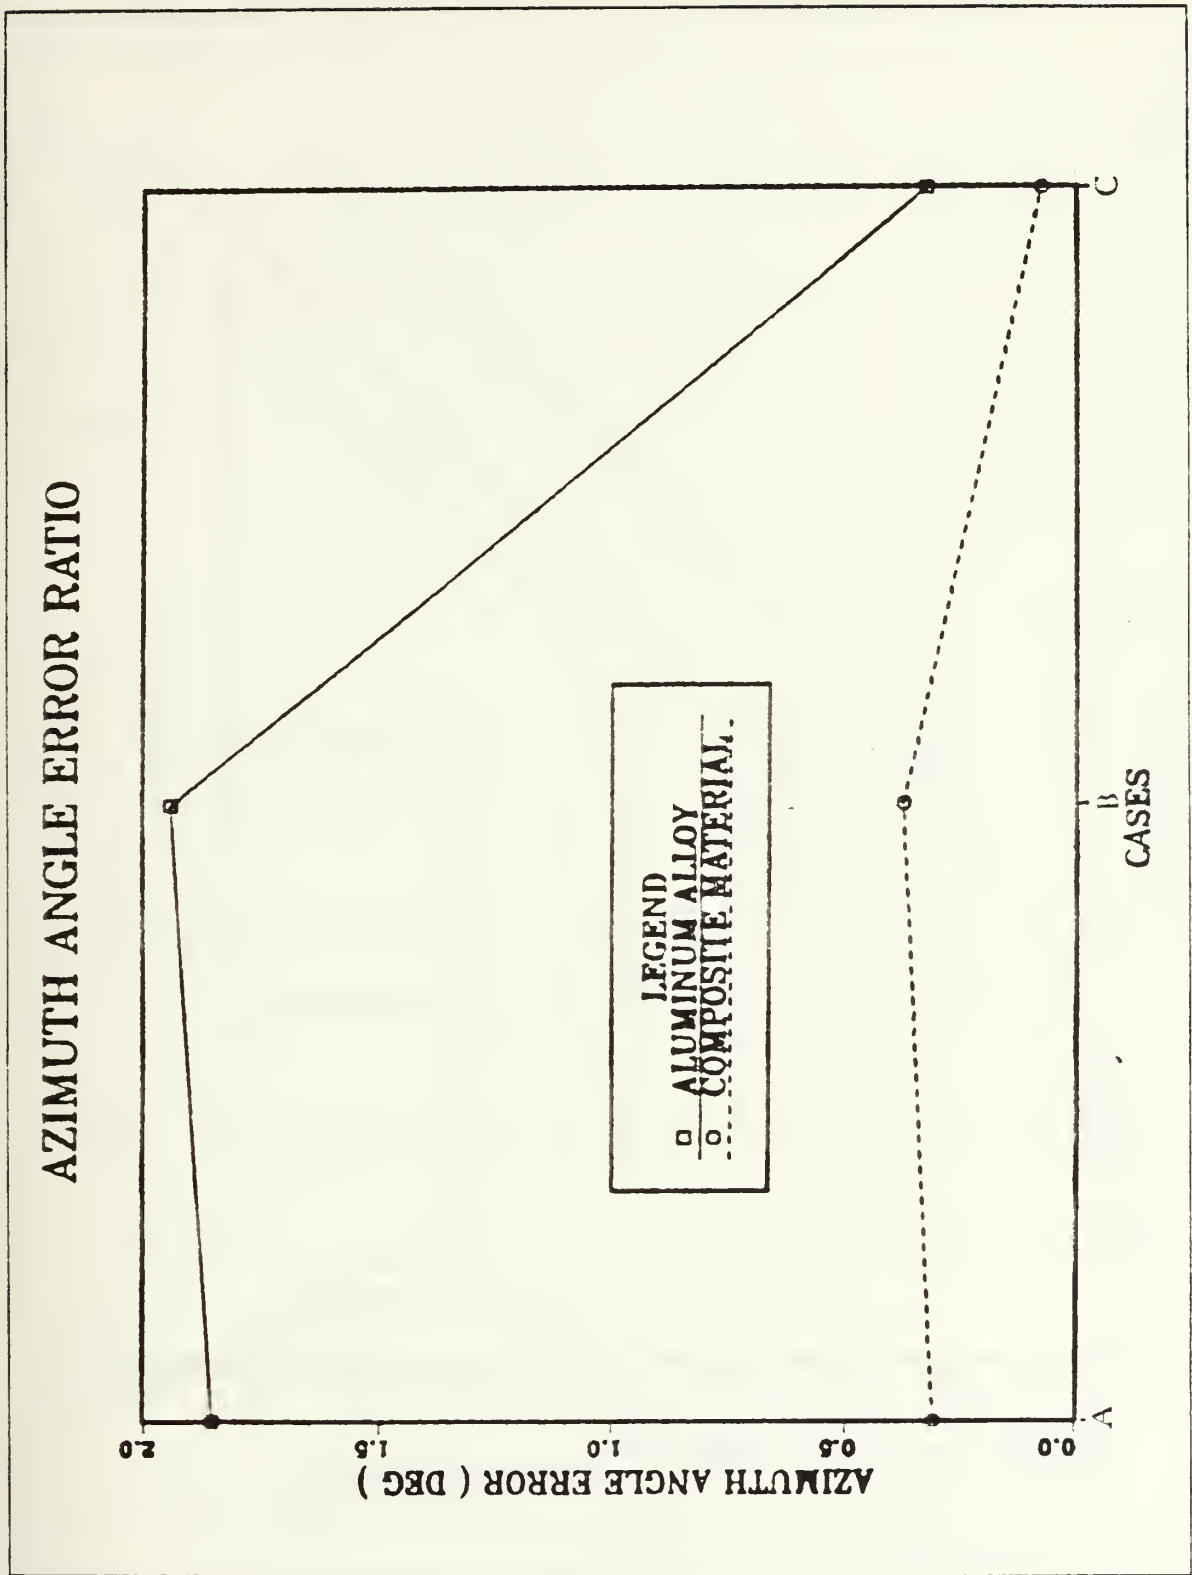 AZIMUTH ANGLE ERROR RATIO
AZIMUTH ANGLE ERROR ( DEG )
2.0
1.5
1.0
0.5
0.0
LEGEND
ALUMINUM ALLOY
COMPOSITE MATERIAL
A
B
C
CASES